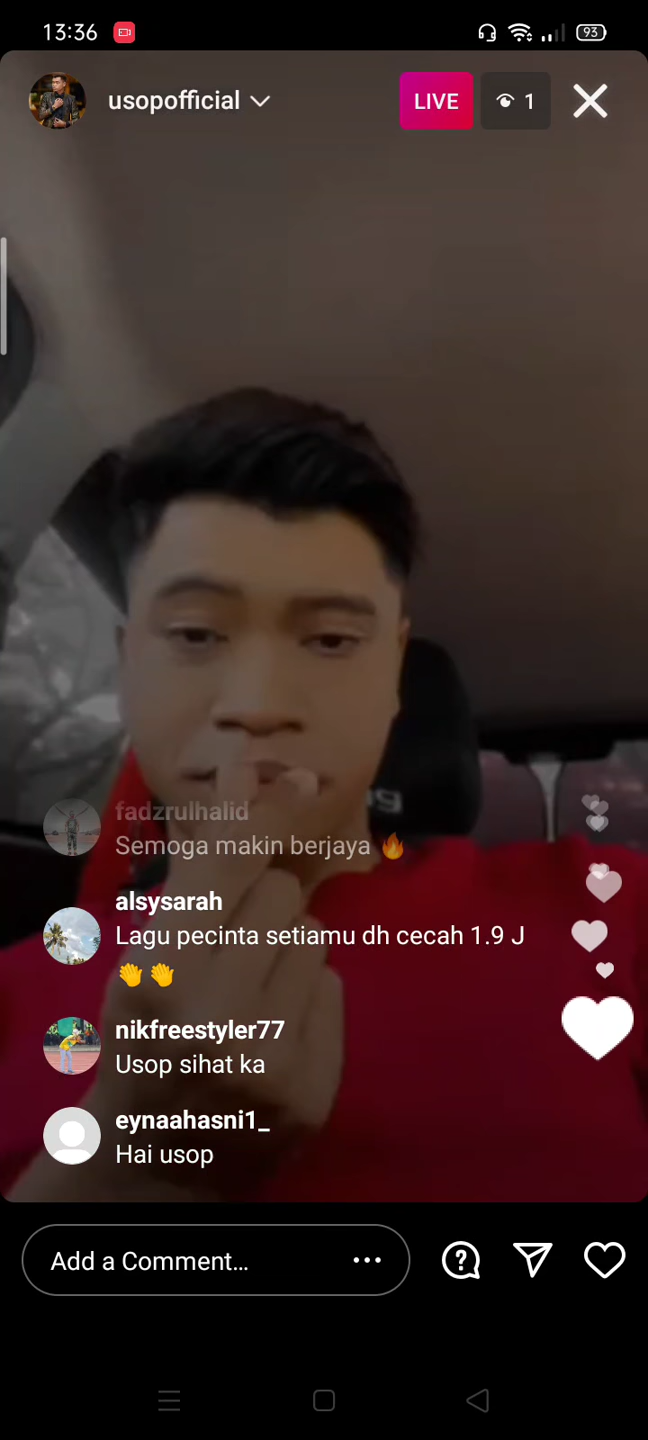 13:36
93
usopofficial
LIVE
1
fadzrulhalid
Semoga makin berjaya 🔥
alsysarah
Lagu pecinta setiamu dh cecah 1.9 J
👏👏
nikfreestyler77
Usop sihat ka
eynaahasni1_
Hai usop
Add a Comment...